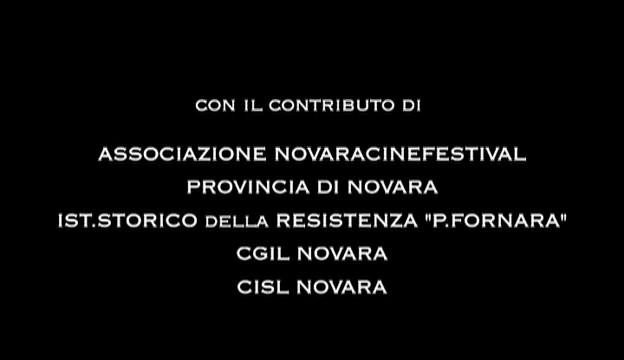 CON IL CONTRIBUTO DI
ASSOCIAZIONE NOVARACINEFESTIVAL
PROVINCIA DI NOVARA
IST.STORICO DELLA RESISTENZA "P.FORNARA"
CGIL NOVARA
CISL NOVARA